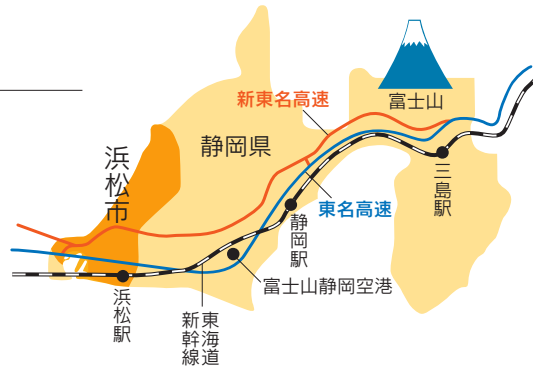 富士山
新東名高速
静岡県
浜松市
三島駅
東名高速
静岡駅
富士山静岡空港
浜松駅
東海道
新幹線